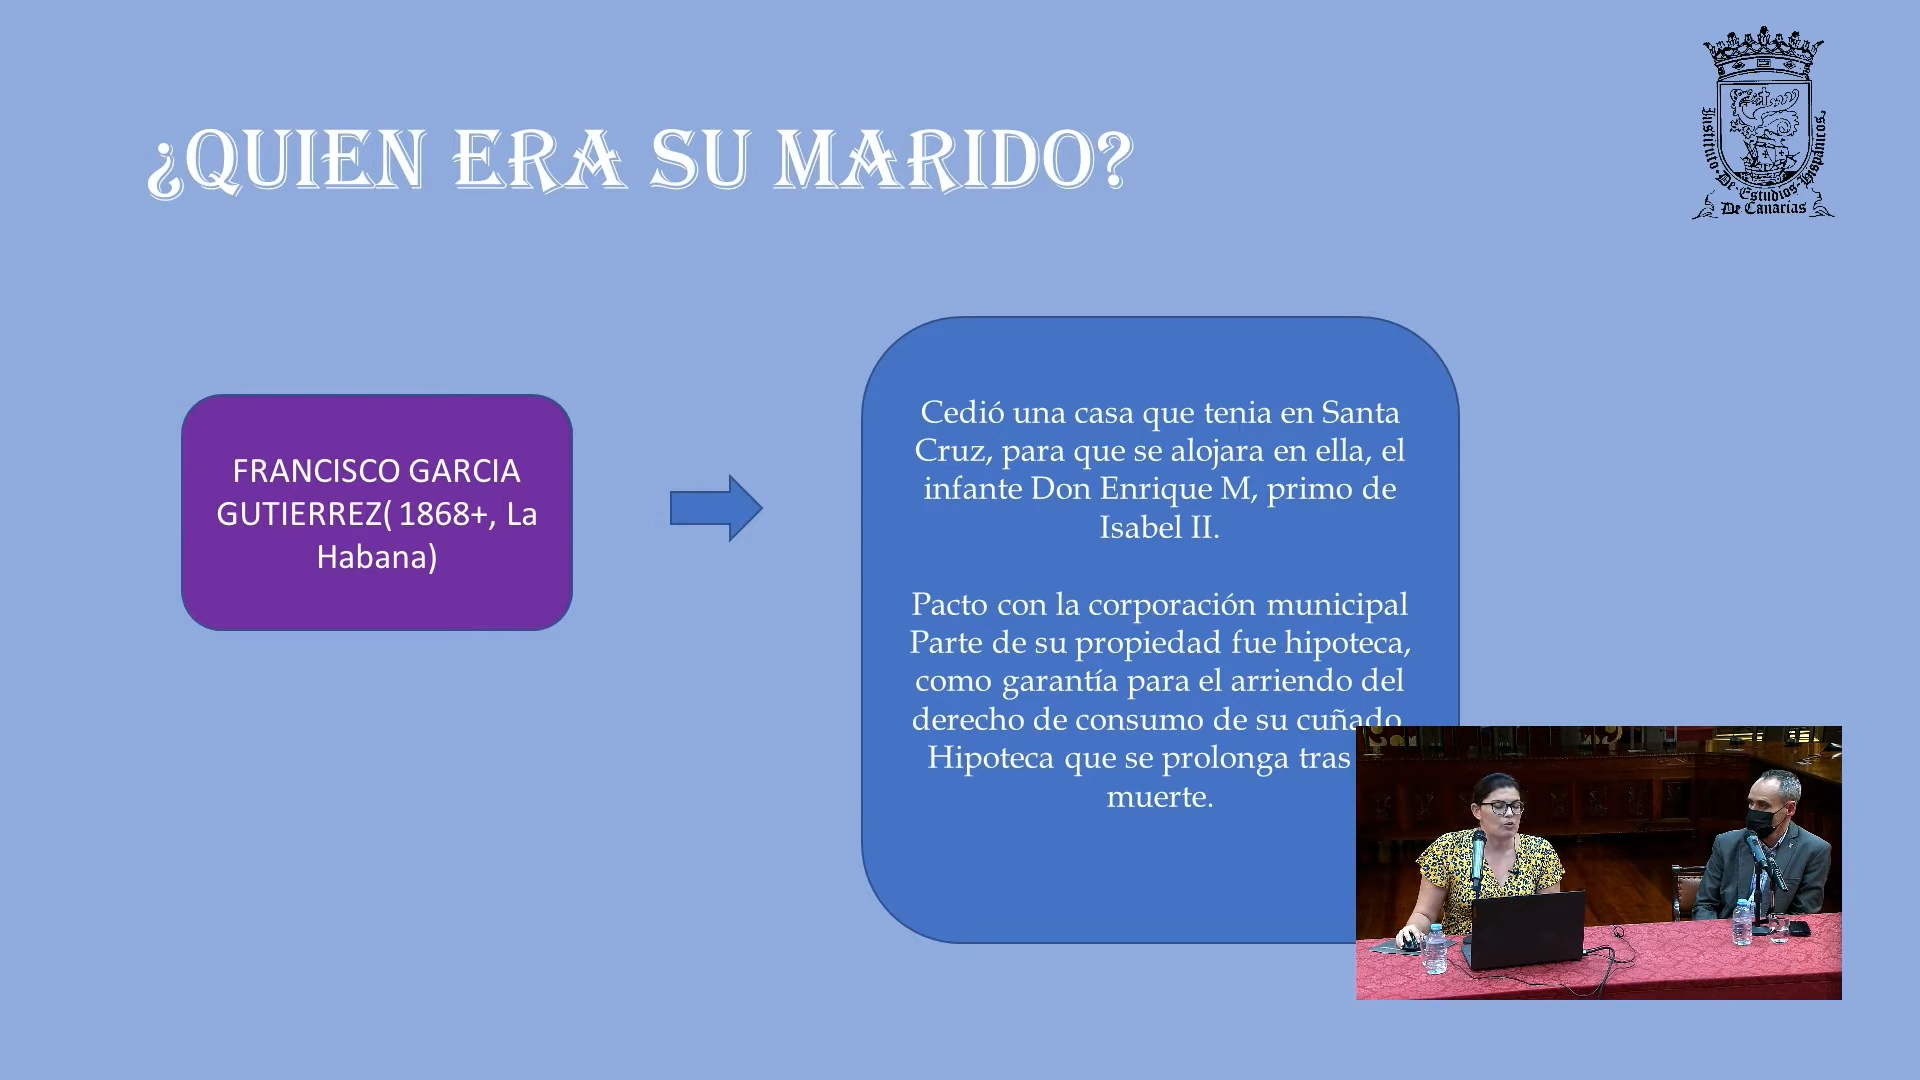 ¿QUIEN ERA SU MARIDO?
Instituto · De · Estudios · Hispánicos
De Canarias
FRANCISCO GARCIA
GUTIERREZ( 1868+, La
Habana)
Cedió una casa que tenia en Santa
Cruz, para que se alojara en ella, el
infante Don Enrique M, primo de
Isabel II.
Pacto con la corporación municipal
Parte de su propiedad fue hipoteca,
como garantía para el arriendo del
derecho de consumo de su cuñado
Hipoteca que se prolonga tras
muerte.